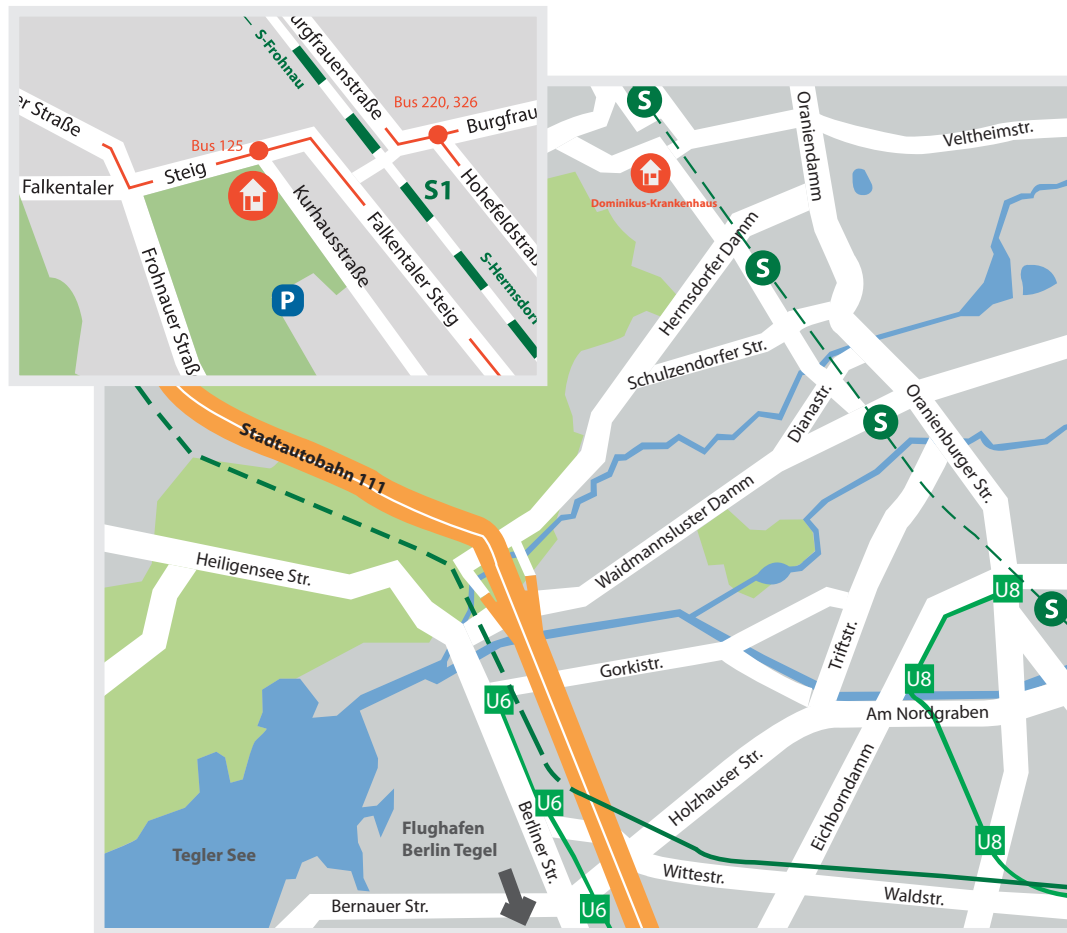 S-Frohnau
urgfrauenstraße
Bus 220, 326
Burgfrau
er Straße
Bus 125
Steig
Falkentaler
S1
Kurhausstraße
Hohefeldstraß
Falkentaler Steig
S-Hermsdorf
Frohnauer Straß
P
S
Oraniendamm
Veltheimstr.
Dominikus-Krankenhaus
Hermsdorfer Damm
S
Schulzendorfer Str.
Dianastr.
S
Oranienburger Str.
Stadtautobahn 111
Waidmannsluster Damm
Heiligensee Str.
U8
S
Triftstr.
Gorkistr.
U8
U6
Am Nordgraben
Eichborndamm
Holzhauser Str.
U6
Berliner Str.
Flughafen
Berlin Tegel
U8
Tegler See
Wittestr.
Waldstr.
Bernauer Str.
U6